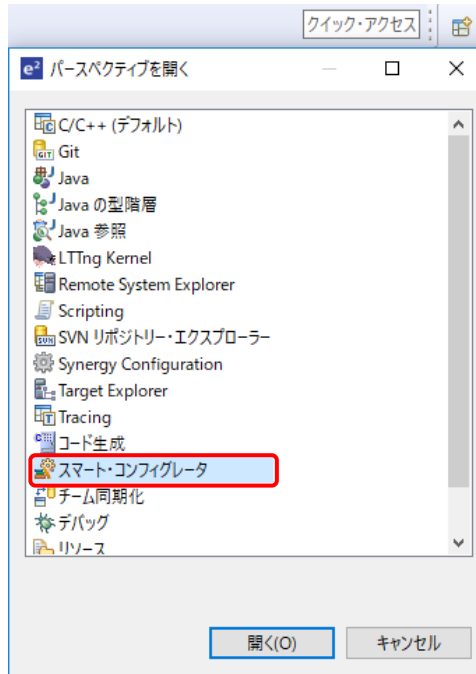 クイック・アクセス
e² パースペクティブを開く
C/C++ (デフォルト)
Git
Java
Java の型階層
Java 参照
LTTng Kernel
Remote System Explorer
Scripting
SVN リポジトリー・エクスプローラー
Synergy Configuration
Target Explorer
Tracing
コード生成
スマート・コンフィグレータ
チーム同期化
デバッグ
リソース
開く(O) キャンセル